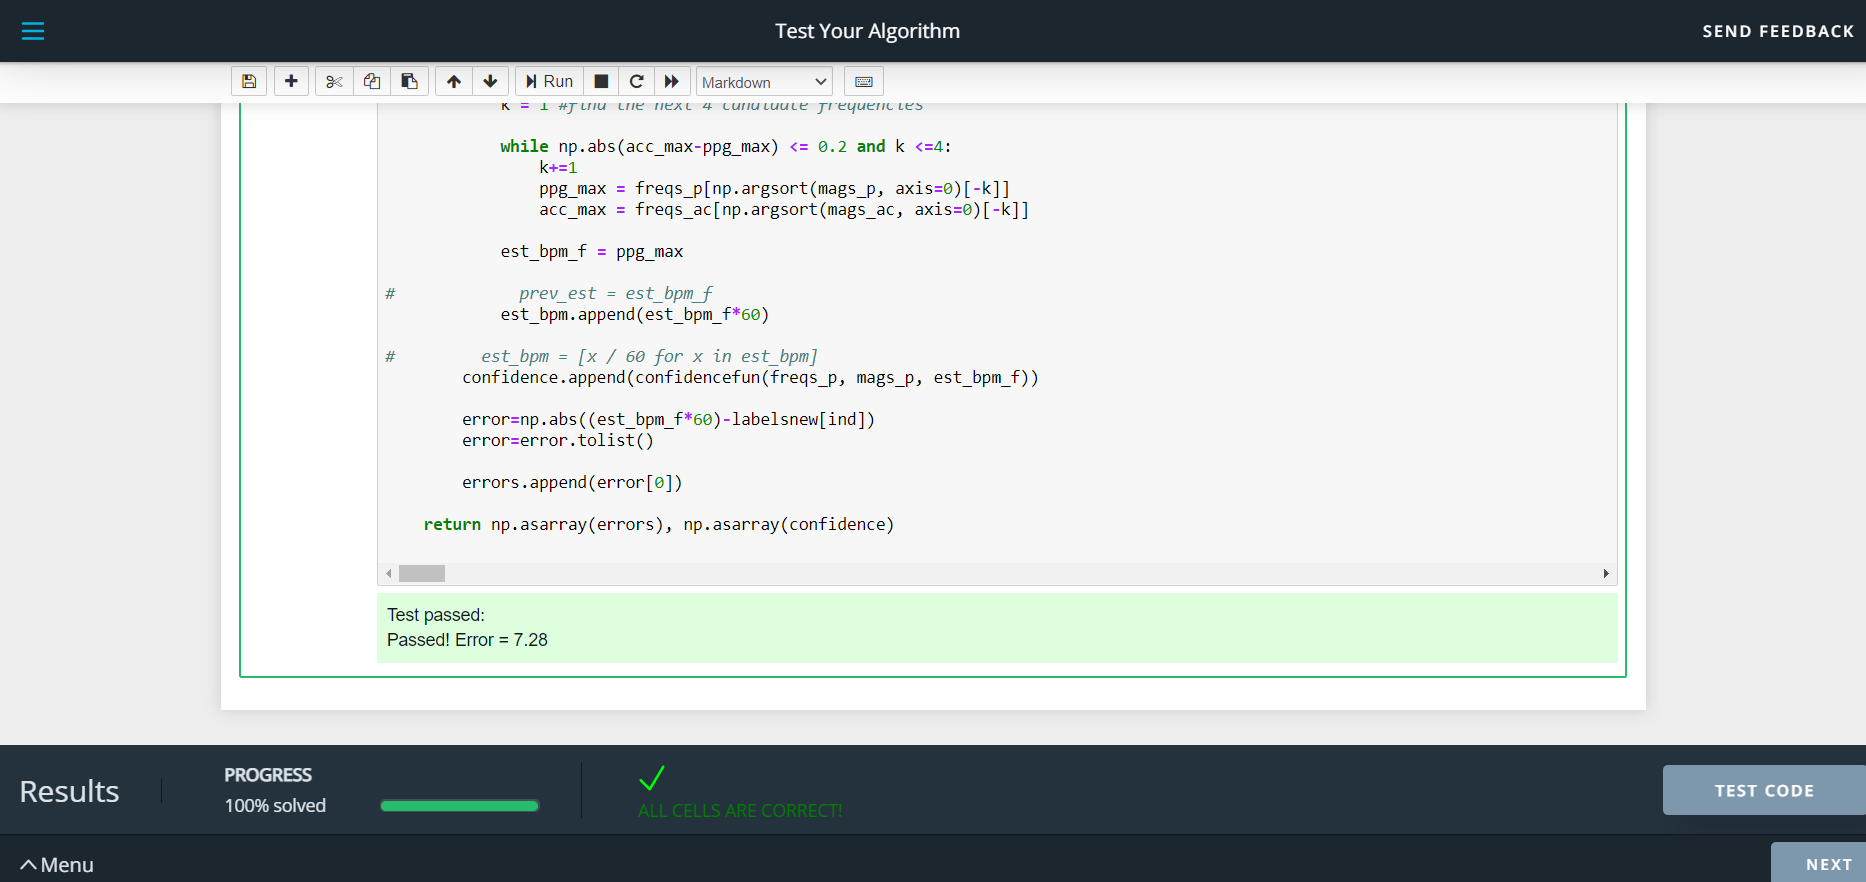 Test Your Algorithm
SEND FEEDBACK
Run
Markdown
k = 1 #find the next 4 candidate frequencies
while np.abs(acc_max-ppg_max) <= 0.2 and k <=4:
k+=1
ppg_max = freqs_p[np.argsort(mags_p, axis=0)[-k]]
acc_max = freqs_ac[np.argsort(mags_ac, axis=0)[-k]]
est_bpm_f = ppg_max
# prev_est = est_bpm_f
est_bpm.append(est_bpm_f*60)
# est_bpm = [x / 60 for x in est_bpm]
confidence.append(confidencefun(freqs_p, mags_p, est_bpm_f))
error=np.abs((est_bpm_f*60)-labelsnew[ind])
error=error.tolist()
errors.append(error[0])
return np.asarray(errors), np.asarray(confidence)
Test passed:
Passed! Error = 7.28
Results
PROGRESS
100% solved
ALL CELLS ARE CORRECT!
TEST CODE
Menu
NEXT